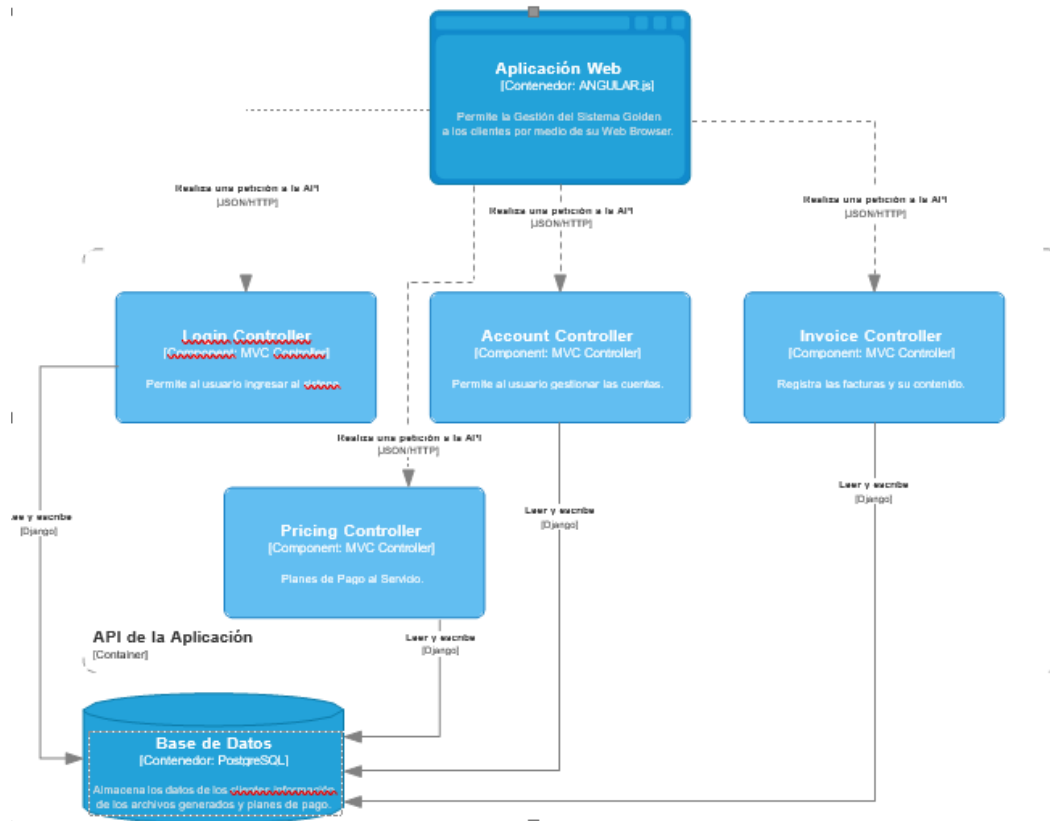 Aplicación Web
[Contenedor: ANGULAR.js]
Permite la Gestión del Sistema Golden
a los clientes por medio de su Web Browser.
Realiza una petición a la API
[JSON/HTTP]
Realiza una petición a la API
[JSON/HTTP]
Realiza una petición a la API
[JSON/HTTP]
Login Controller
[Component: MVC Controller]
Permite al usuario ingresar al sistema.
Account Controller
[Component: MVC Controller]
Permite al usuario gestionar las cuentas.
Invoice Controller
[Component: MVC Controller]
Registra las facturas y su contenido.
Realiza una petición a la API
[JSON/HTTP]
Pricing Controller
[Component: MVC Controller]
Planes de Pago al Servicio.
y escribe
[Django]
Leer y escribe
[Django]
Leer y escribe
[Django]
Leer y escribe
[Django]
API de la Aplicación
[Container]
Base de Datos
[Contenedor: PostgreSQL]
Almacena los datos de los clientes información
de los archivos generados y planes de pago.